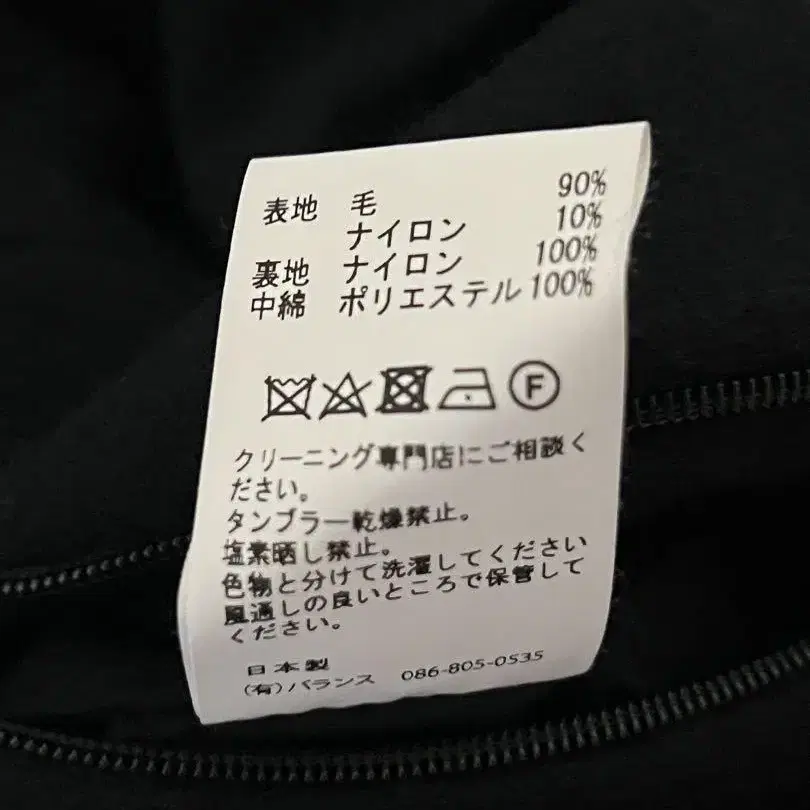 表地 毛 90%
ナイロン 10%
裏地 ナイロン 100%
中綿 ポリエステル 100%
F
クリーニング専門店にご相談く
ださい。
タンブラー乾燥禁止。
塩素晒し禁止。
色物と分けて洗濯してください
風通しの良いところで保管して
ください。
日本製
(有)バランス 086-805-0535